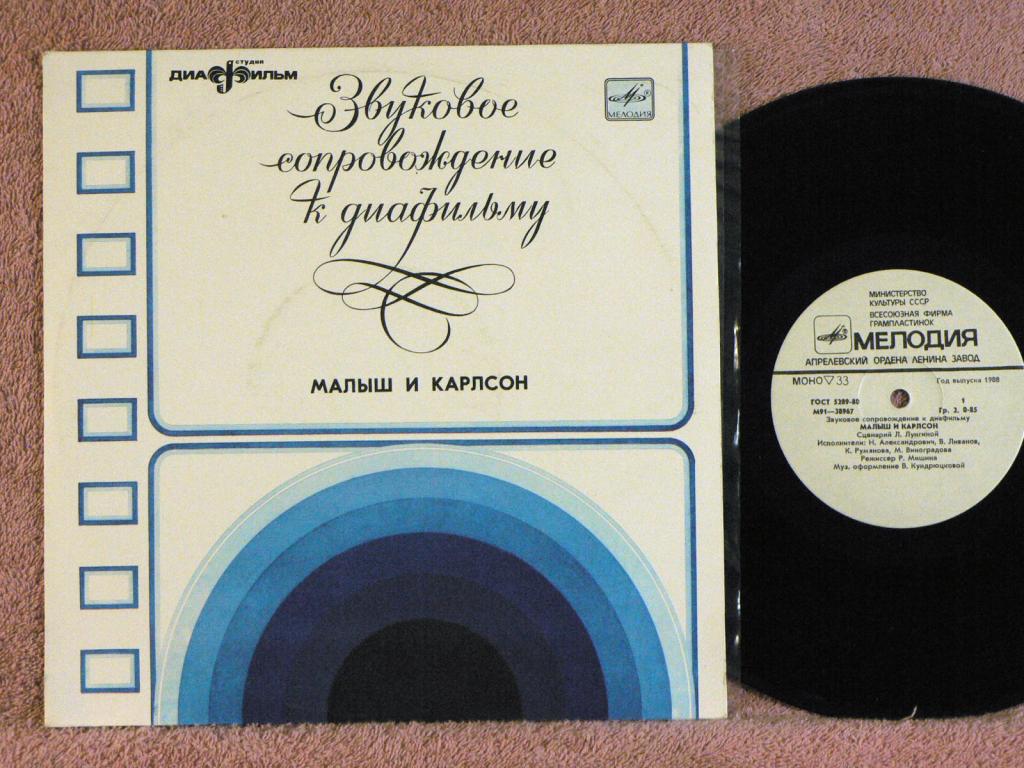 студия
ДИАФИЛЬМ
Звуковое
сопровождение
к диафильму
МЕЛОДИЯ
МАЛЫШ И КАРЛСОН
МИНИСТЕРСТВО
КУЛЬТУРЫ СССР
ВСЕСОЮЗНАЯ ФИРМА
ГРАМПЛАСТИНОК
МЕЛОДИЯ
АПРЕЛЕВСКИЙ ОРДЕНА ЛЕНИНА ЗАВОД
МОНО ▽ 33
Год выпуска 1988
ГОСТ 5289-80
1
М91—38967
Гр. 2. 0-85
Звуковое сопровождение к диафильму
МАЛЫШ И КАРЛСОН
Сценарий Л. Лунгиной
Исполнители: Н. Александрович, В. Ливанов,
К. Румянова, М. Виноградова
Режиссер Р. Мишина
Муз. оформление В. Кундрюцковой